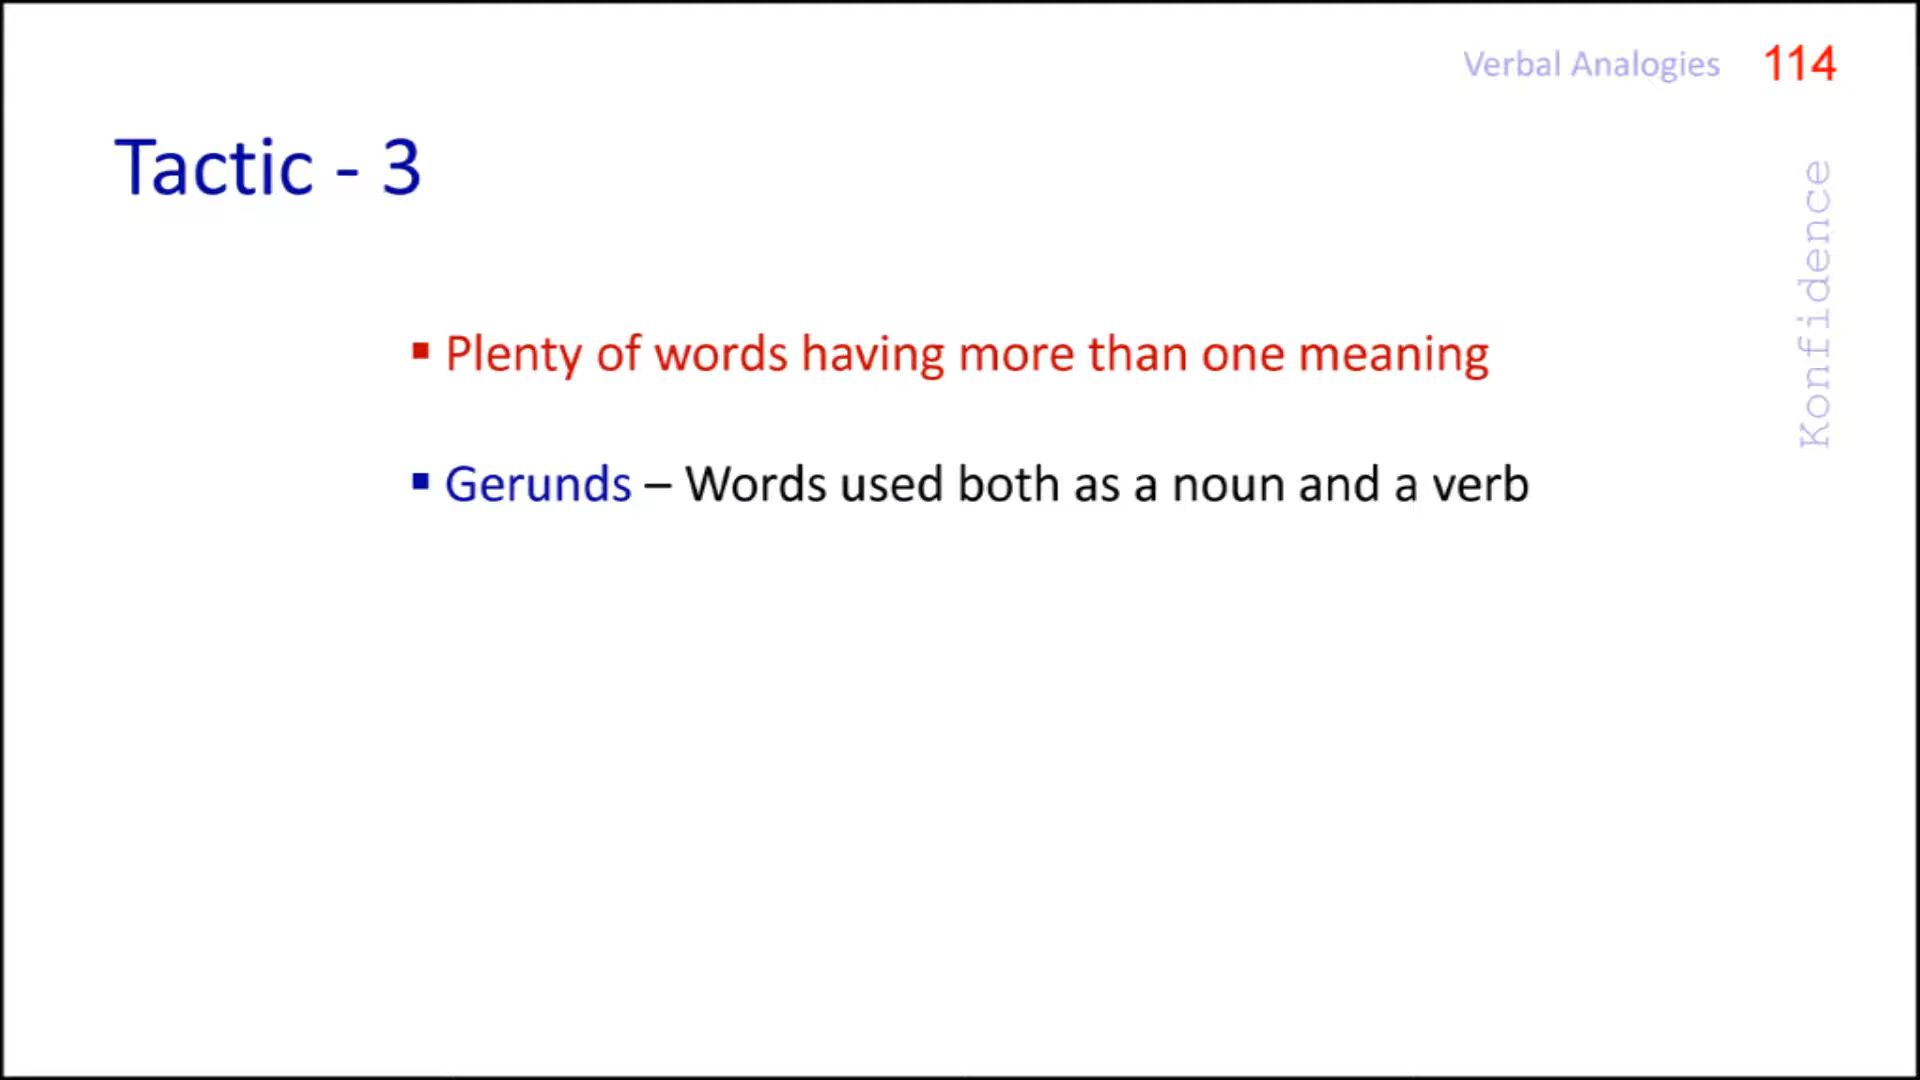 Verbal Analogies 114
Tactic - 3
Konfidence
▪ Plenty of words having more than one meaning
▪ Gerunds – Words used both as a noun and a verb